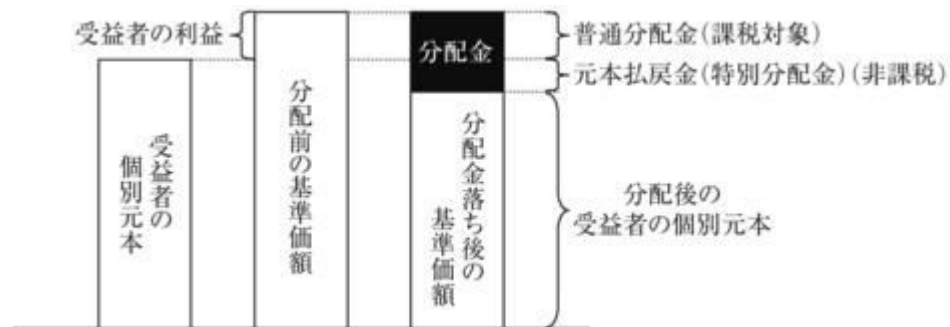 受益者の利益
受益者の
個別元本
分配前の基準価額
分配金
分配金落ち後の
基準価額
普通分配金(課税対象)
元本払戻金(特別分配金)(非課税)
分配後の
受益者の個別元本